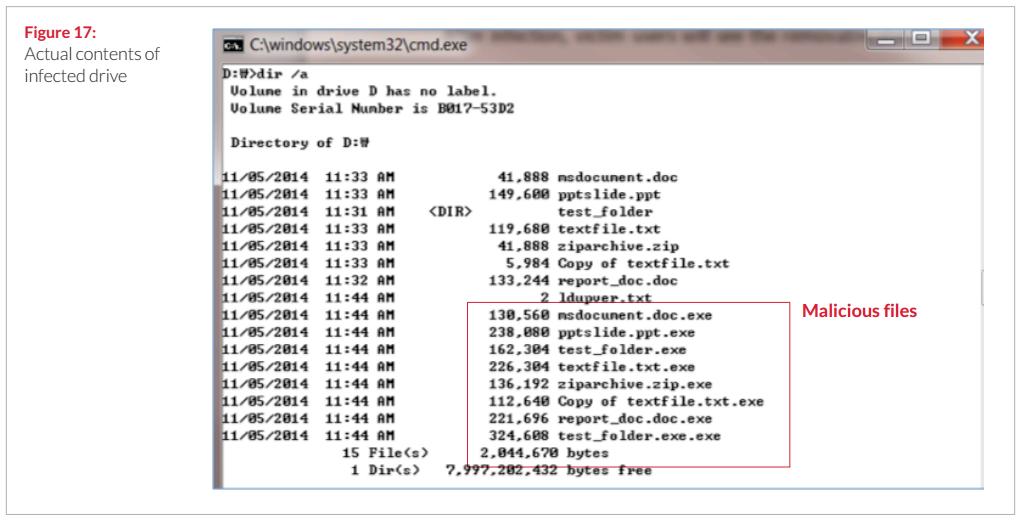 Figure 17:
Actual contents of
infected drive
C:\windows\system32\cmd.exe
D:₩>dir /a
Volume in drive D has no label.
Volume Serial Number is B017-53D2
Directory of D:₩
11/05/2014 11:33 AM 41,888 msdocument.doc
11/05/2014 11:33 AM 149,600 pptslide.ppt
11/05/2014 11:31 AM <DIR> test_folder
11/05/2014 11:33 AM 119,680 textfile.txt
11/05/2014 11:33 AM 41,888 ziparchive.zip
11/05/2014 11:33 AM 5,984 Copy of textfile.txt
11/05/2014 11:32 AM 133,244 report_doc.doc
11/05/2014 11:44 AM 2 ldupver.txt
11/05/2014 11:44 AM 130,560 msdocument.doc.exe
11/05/2014 11:44 AM 238,080 pptslide.ppt.exe
11/05/2014 11:44 AM 162,304 test_folder.exe
11/05/2014 11:44 AM 226,304 textfile.txt.exe
11/05/2014 11:44 AM 136,192 ziparchive.zip.exe
11/05/2014 11:44 AM 112,640 Copy of textfile.txt.exe
11/05/2014 11:44 AM 221,696 report_doc.doc.exe
11/05/2014 11:44 AM 324,608 test_folder.exe.exe
15 File(s) 2,044,670 bytes
1 Dir(s) 7,997,202,432 bytes free
Malicious files